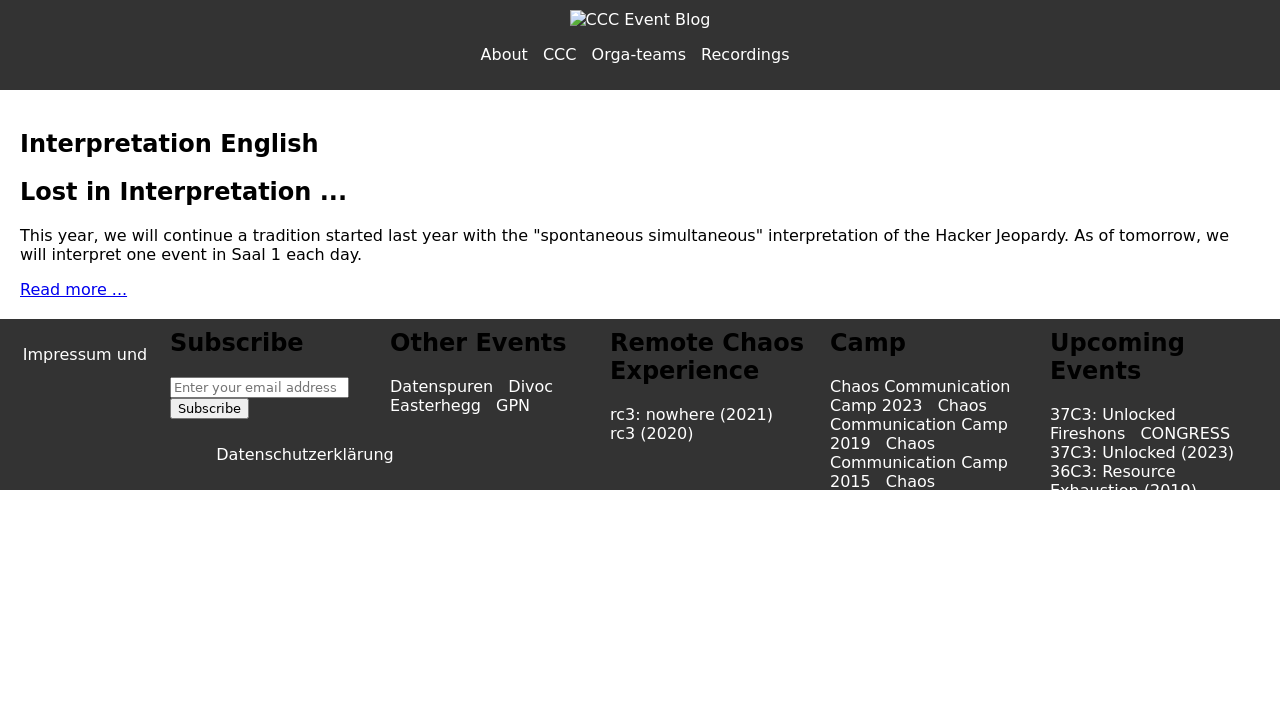 CCC Event Blog
About CCC Orga-teams Recordings
Interpretation English
Lost in Interpretation ...
This year, we will continue a tradition started last year with the "spontaneous simultaneous" interpretation of the Hacker Jeopardy. As of tomorrow, we
will interpret one event in Saal 1 each day.
Read more …
Impressum und
Datenschutzerklärung
Subscribe
Enter your email address
Subscribe
Other Events
Datenspuren Divoc
Easterhegg GPN
Remote Chaos
Experience
rc3: nowhere (2021)
rc3 (2020)
Camp
Chaos Communication
Camp 2023 Chaos
Communication Camp
2019 Chaos
Communication Camp
2015 Chaos
Upcoming
Events
37C3: Unlocked
Fireshons CONGRESS
37C3: Unlocked (2023)
36C3: Resource
Exhaustion (2019)